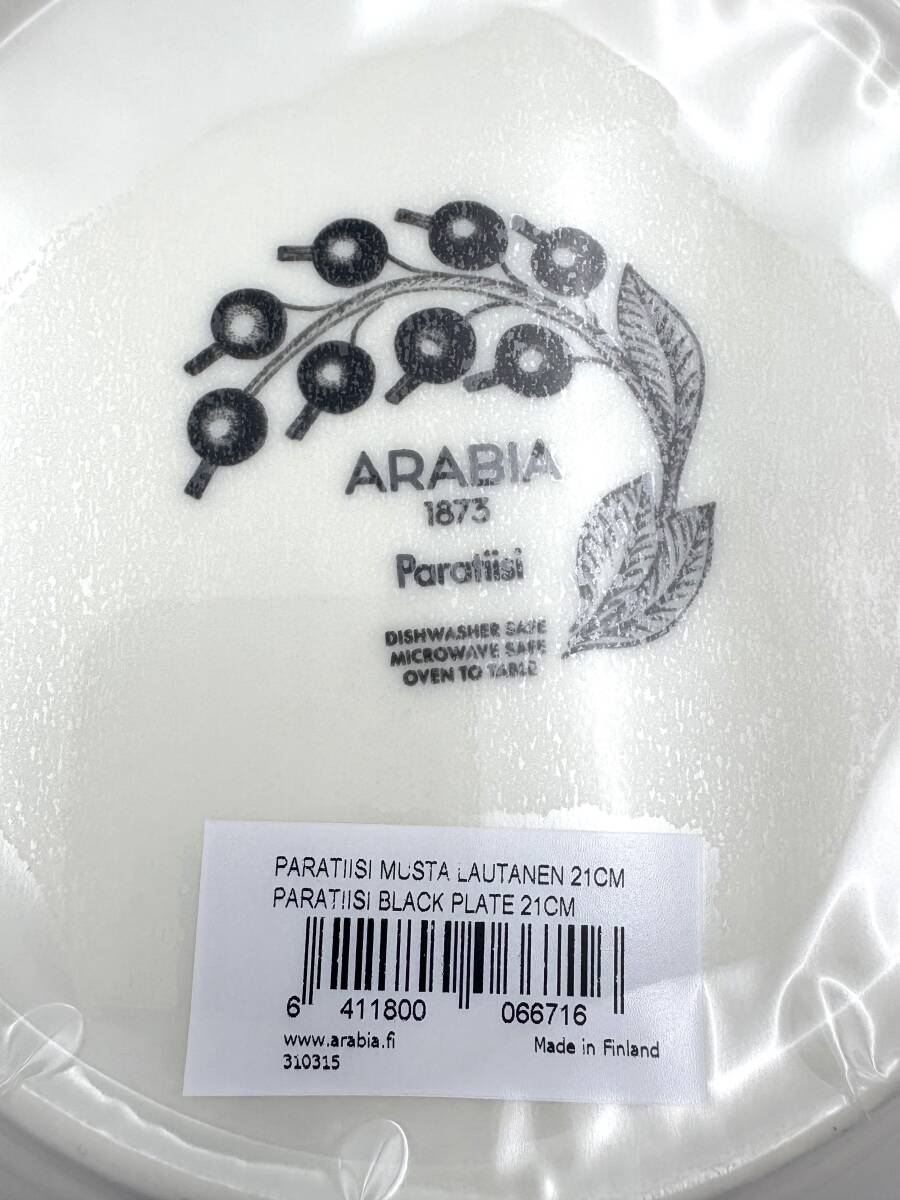 ARABIA
1873
Paratiisi
DISHWASHER SAFE
MICROWAVE SAFE
OVEN TO TABLE
PARATIISI MUSTA LAUTANEN 21CM
PARATIISI BLACK PLATE 21CM
6 411800 066716
www.arabia.fi Made in Finland
310315